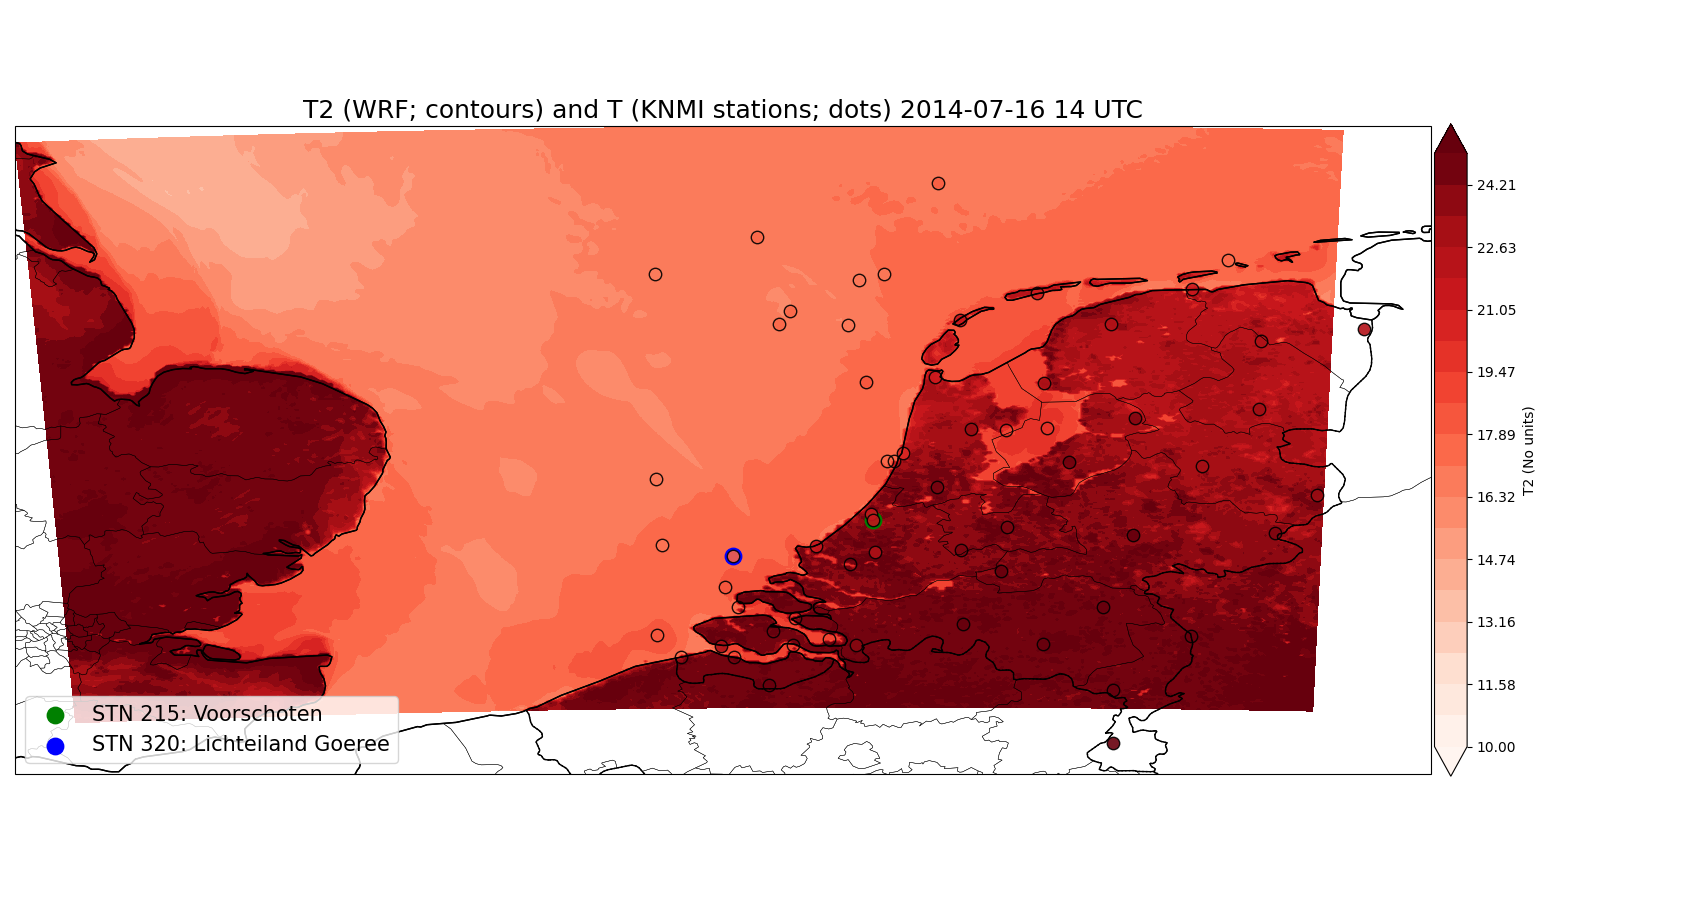 T2 (WRF; contours) and T (KNMI stations; dots) 2014-07-16 14 UTC
24.21
22.63
21.05
19.47
17.89
16.32
14.74
13.16
11.58
10.00
T2 (No units)
STN 215: Voorschoten
STN 320: Lichteiland Goeree